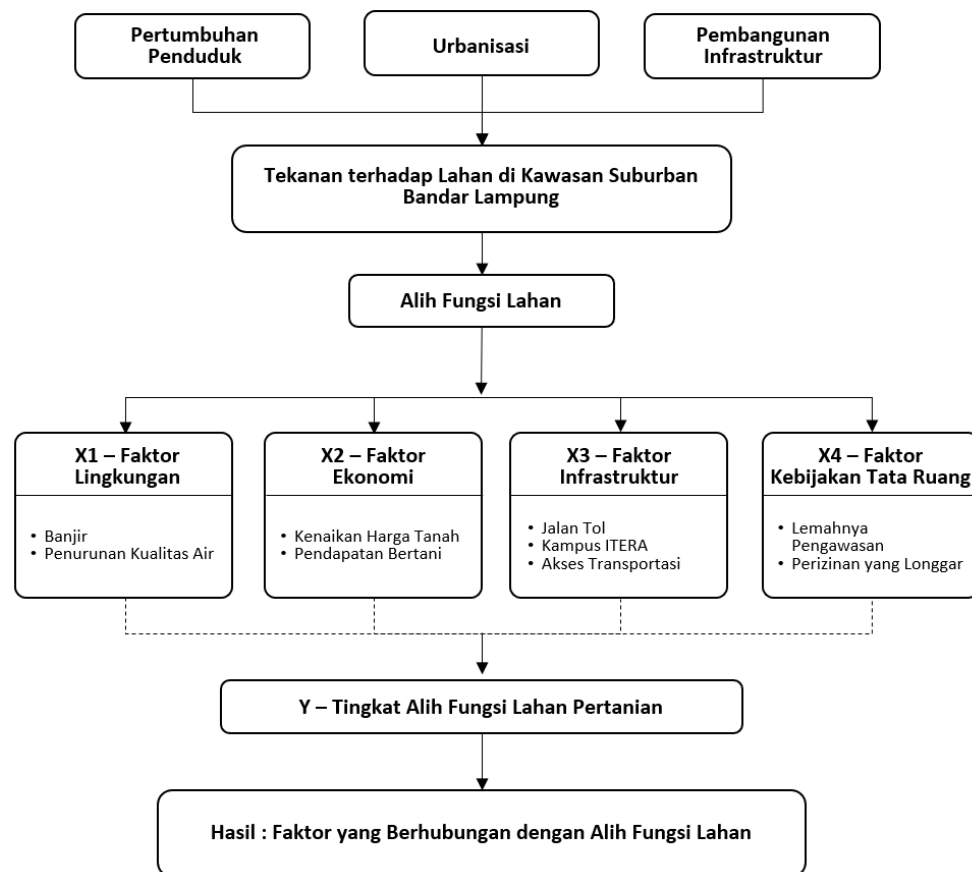 Pertumbuhan
Penduduk
Urbanisasi
Pembangunan
Infrastruktur
Tekanan terhadap Lahan di Kawasan Suburban
Bandar Lampung
Alih Fungsi Lahan
X1 – Faktor
Lingkungan
• Banjir
• Penurunan Kualitas Air
X2 – Faktor
Ekonomi
• Kenaikan Harga Tanah
• Pendapatan Bertani
X3 – Faktor
Infrastruktur
• Jalan Tol
• Kampus ITERA
• Akses Transportasi
X4 – Faktor
Kebijakan Tata Ruang
• Lemahnya
Pengawasan
• Perizinan yang Longgar
Y – Tingkat Alih Fungsi Lahan Pertanian
Hasil : Faktor yang Berhubungan dengan Alih Fungsi Lahan